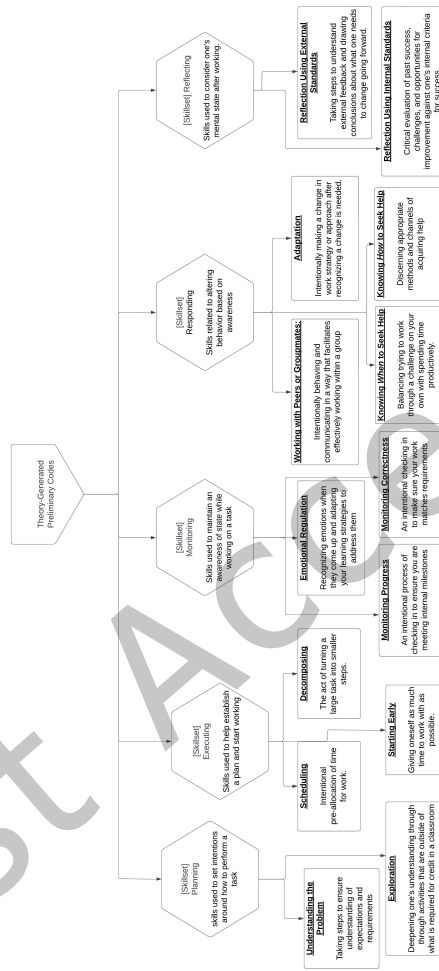 Theory-Generated
Preliminary Codes
[Skillset]
Planning
skills used to set intentions
around how to perform a
task
[Skillset]
Executing
Skills used to help establish
a plan and start working
[Skillset]
Monitoring
Skills used to maintain an
awareness of state while
working on a task
[Skillset]
Responding
Skills related to altering
behavior based on
awareness
[Skillset] Reflecting
Skills used to consider one's
mental state after working.
Understanding the
Problem
Taking steps to ensure
understanding of
expectations and
requirements
Exploration
Deepening one's understanding through
through activities that are outside of
what is required for credit in a classroom
Scheduling
Intentional
pre-allocation of time
for work.
Decomposing
The act of turning a
large task into smaller
steps.
Starting Early
Giving oneself as much
time to work with as
possible.
Emotional Regulation
Recognizing emotions when
they come up and adapting
your learning strategies to
address them
Monitoring Progress
An intentional process of
checking in to ensure you are
meeting internal milestones
Monitoring Correctness
An intentional checking in
to make sure your work
matches requirements
Working with Peers or Groupmates:
Intentionally behaving and
communicating in a way that facilitates
effectively working within a group
Adaptation
Intentionally making a change in
work strategy or approach after
recognizing a change is needed.
Knowing When to Seek Help
Balancing trying to work
through a challenge on your
own with spending time
productively.
Knowing How to Seek Help
Discerning appropriate
methods and channels of
acquiring help
Reflection Using External
Standards
Taking steps to understand
external feedback and drawing
conclusions about what one needs
to change going forward.
Reflection Using Internal Standards
Critical evaluation of past success,
challenges, and opportunities for
improvement against one's internal criteria
for success